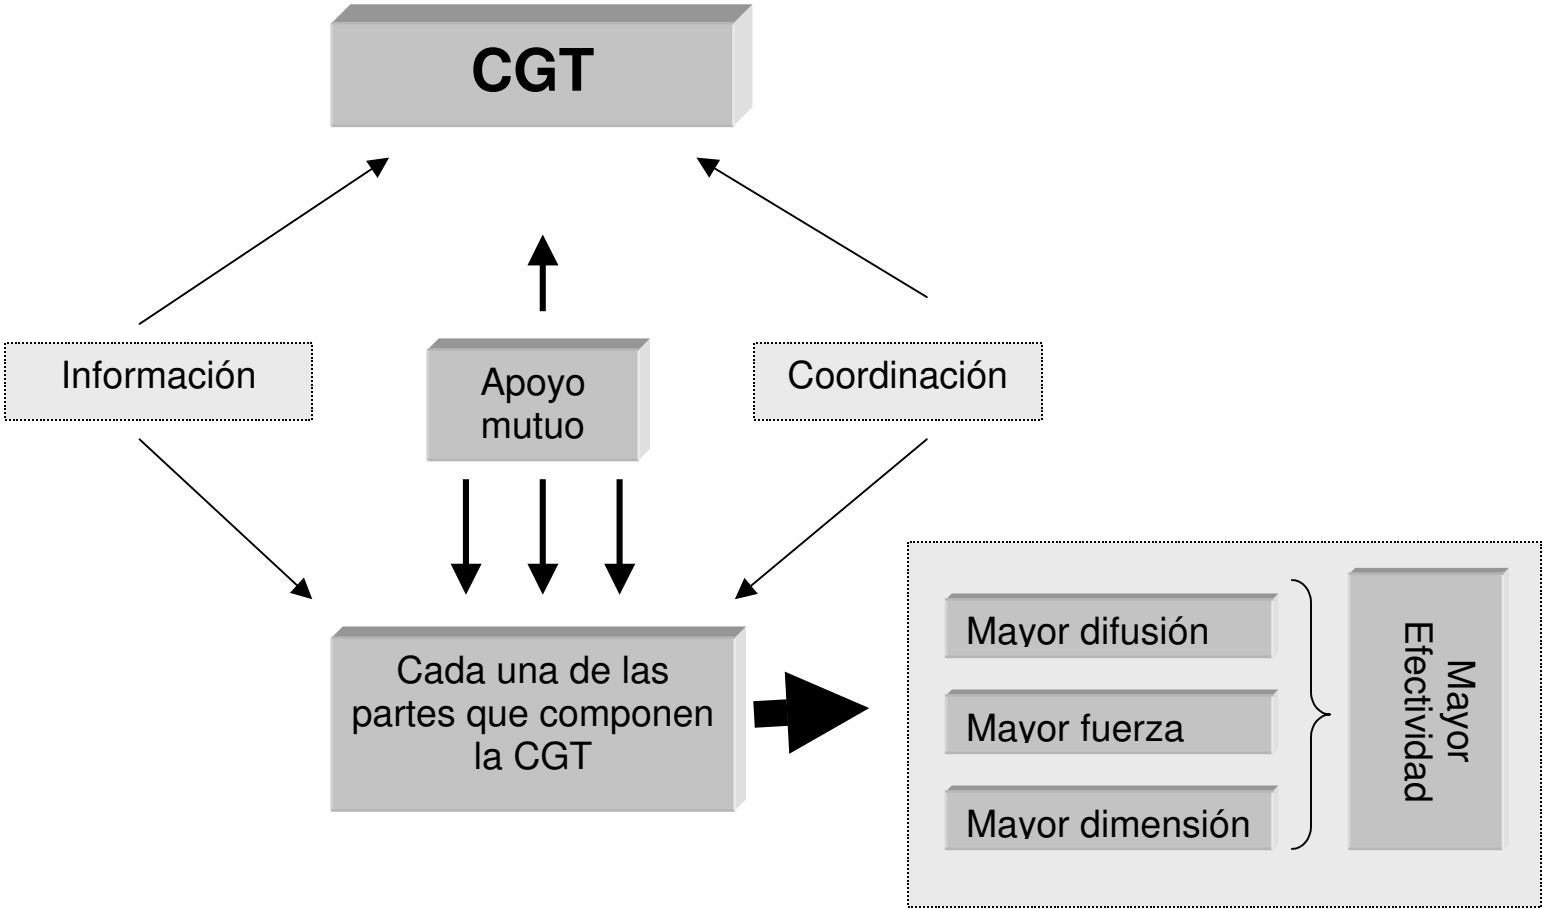 CGT
Información
Apoyo
mutuo
Coordinación
Cada una de las
partes que componen
la CGT
Mayor difusión
Mayor fuerza
Mayor dimensión
Mayor
Efectividad